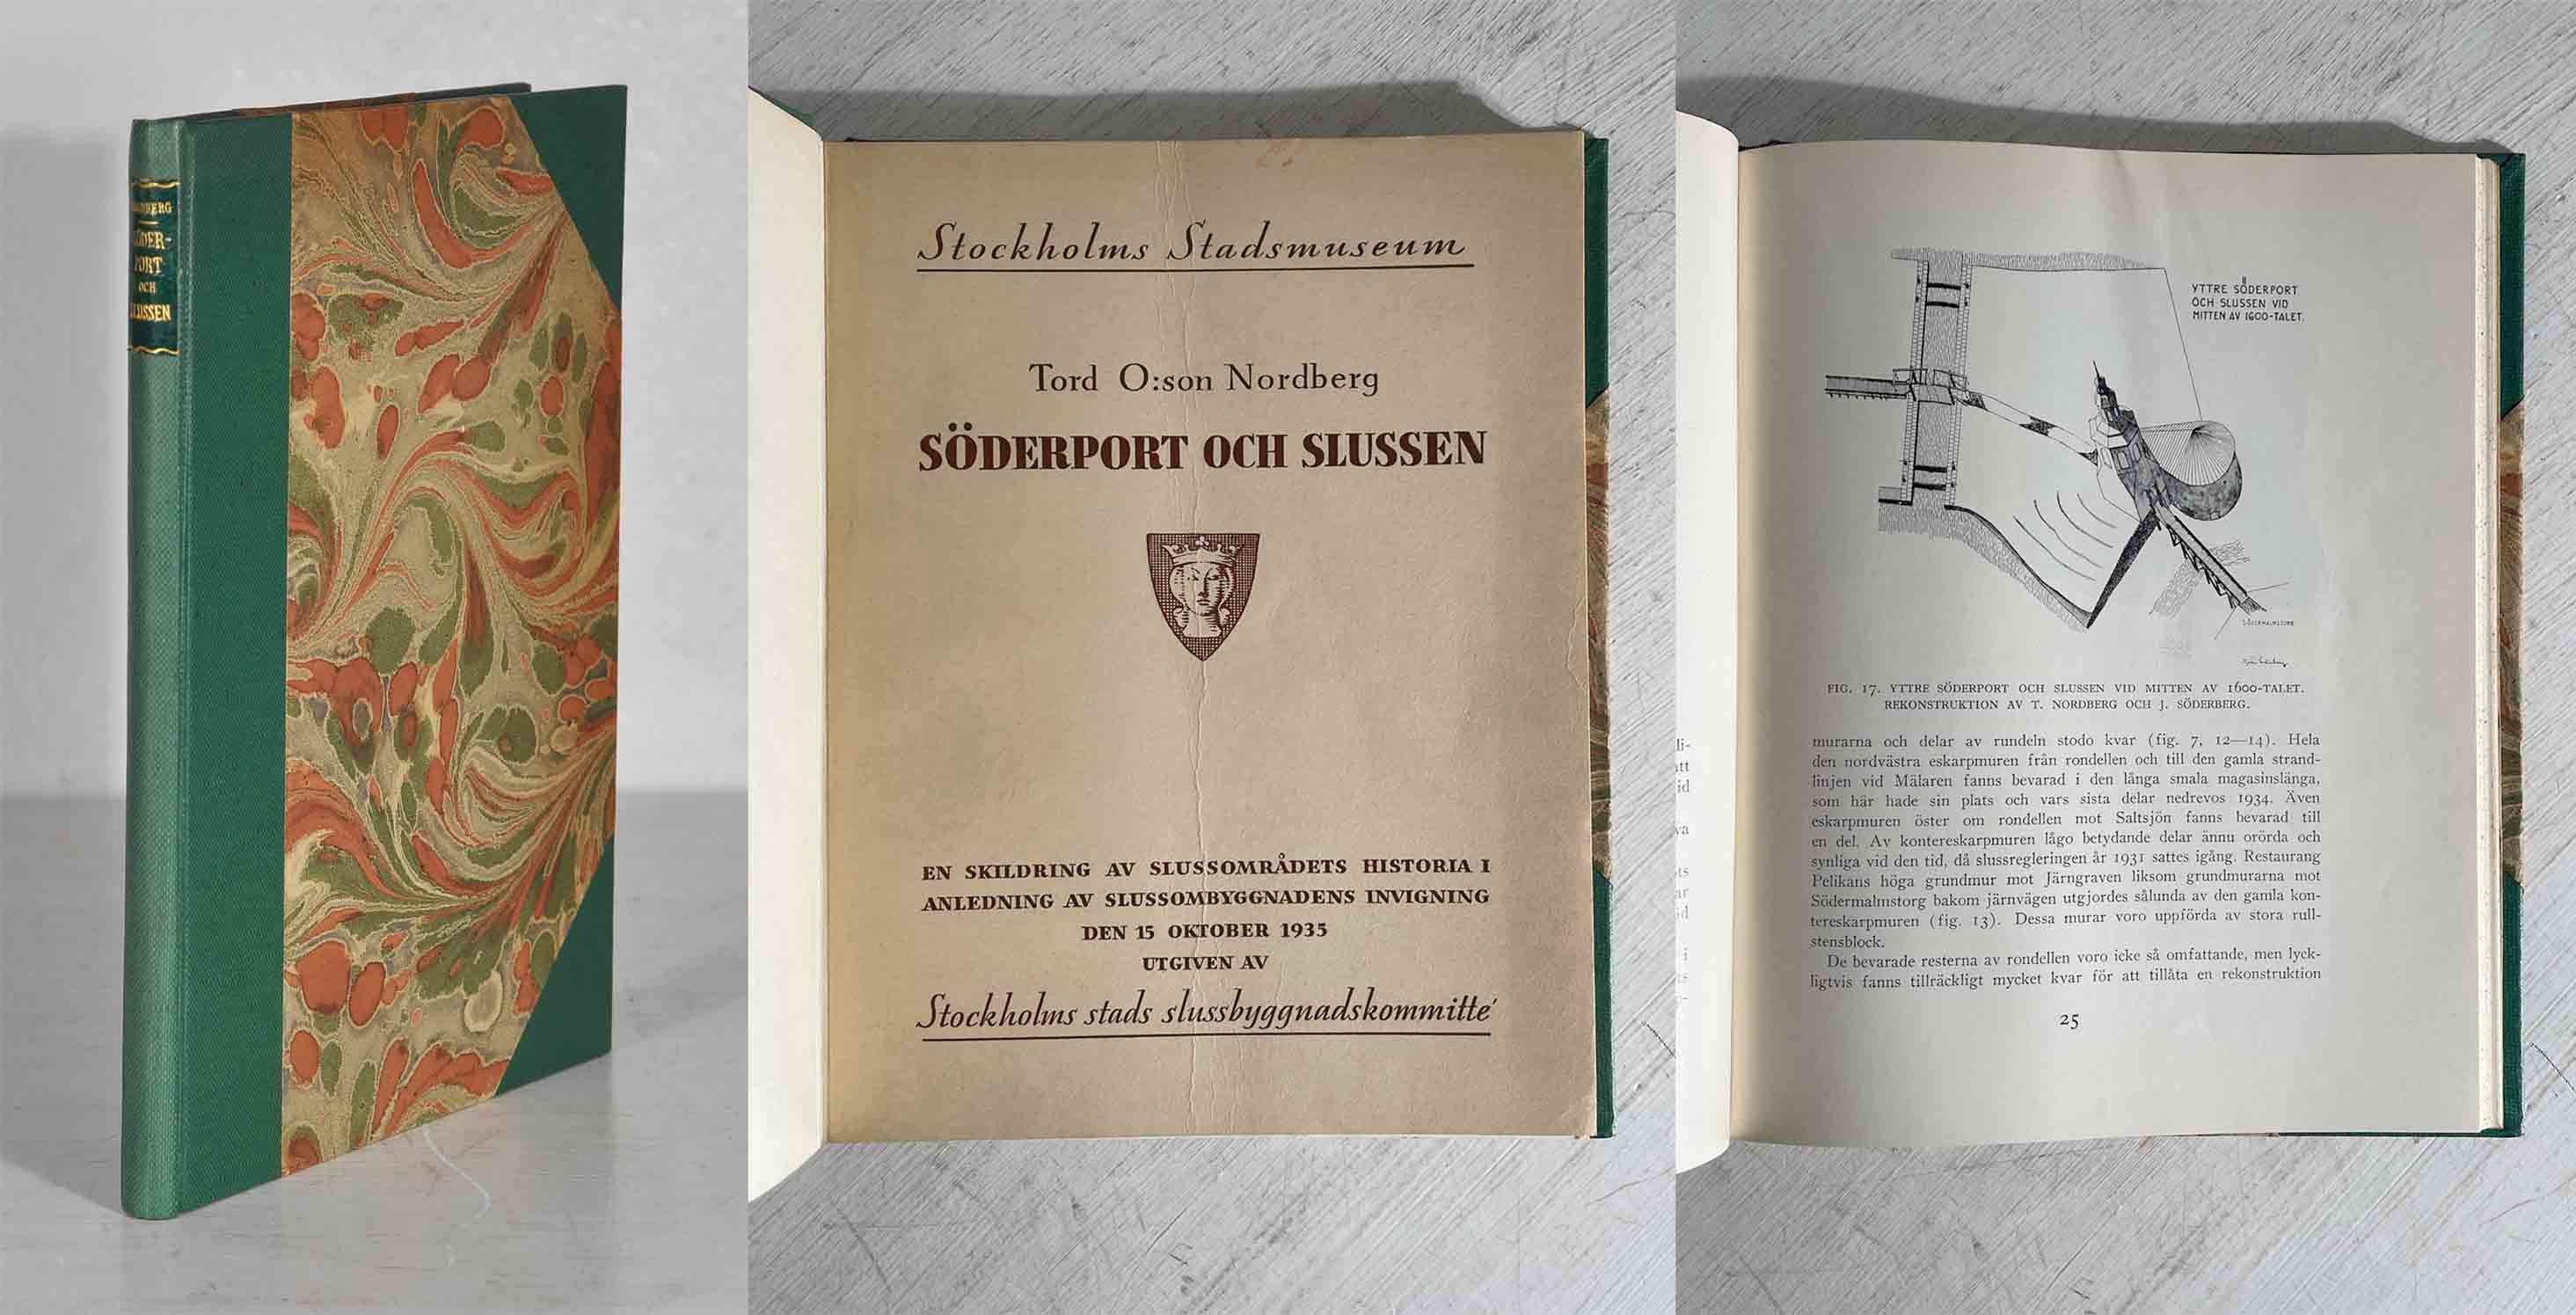 SÖDER-
PORT
OCH
SLUSSEN
Stockholms Stadsmuseum
Tord O:son Nordberg
SÖDERPORT OCH SLUSSEN
EN SKILDRING AV SLUSSOMRÅDETS HISTORIA I
ANLEDNING AV SLUSSOMBYGGNADENS INVIGNING
DEN 15 OKTOBER 1935
UTGIVEN AV
Stockholms stads slussbyggnadskommitte´
YTTRE SÖDERPORT
OCH SLUSSEN VID
MITTEN AV 1600-TALET.
SÖDERMALMSTORG
FIG. 17. YTTRE SÖDERPORT OCH SLUSSEN VID MITTEN AV 1600-TALET.
REKONSTRUKTION AV T. NORDBERG OCH J. SÖDERBERG.
murarna och delar av rundeln stodo kvar (fig. 7, 12—14). Hela
den nordvästra eskarpmuren från rondellen och till den gamla strand-
linjen vid Mälaren fanns bevarad i den långa smala magasinslänga,
som här hade sin plats och vars sista delar nedrevos 1934. Även
eskarpmuren öster om rondellen mot Saltsjön fanns bevarad till
en del. Av kontereskarpmuren lågo betydande delar ännu orörda och
synliga vid den tid, då slussregleringen år 1931 sattes igång. Restaurang
Pelikans höga grundmur mot Järngraven liksom grundmurarna mot
Södermalmstorg bakom järnvägen utgjordes sålunda av den gamla kon-
tereskarpmuren (fig. 13). Dessa murar voro uppförda av stora rull-
stensblock.
De bevarade resterna av rondellen voro icke så omfattande, men lyck-
ligtvis fanns tillräckligt mycket kvar för att tillåta en rekonstruktion
25